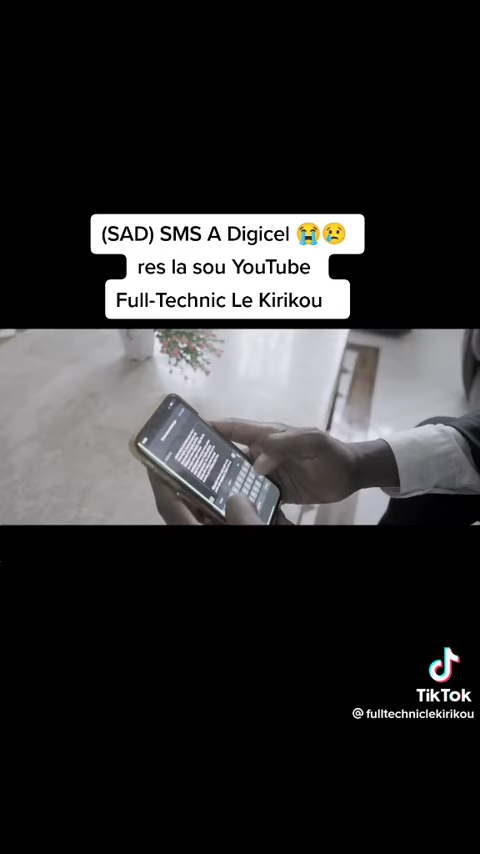 (SAD) SMS A Digicel 😭😢
res la sou YouTube
Full-Technic Le Kirikou
TikTok
@ fulltechniclekirikou